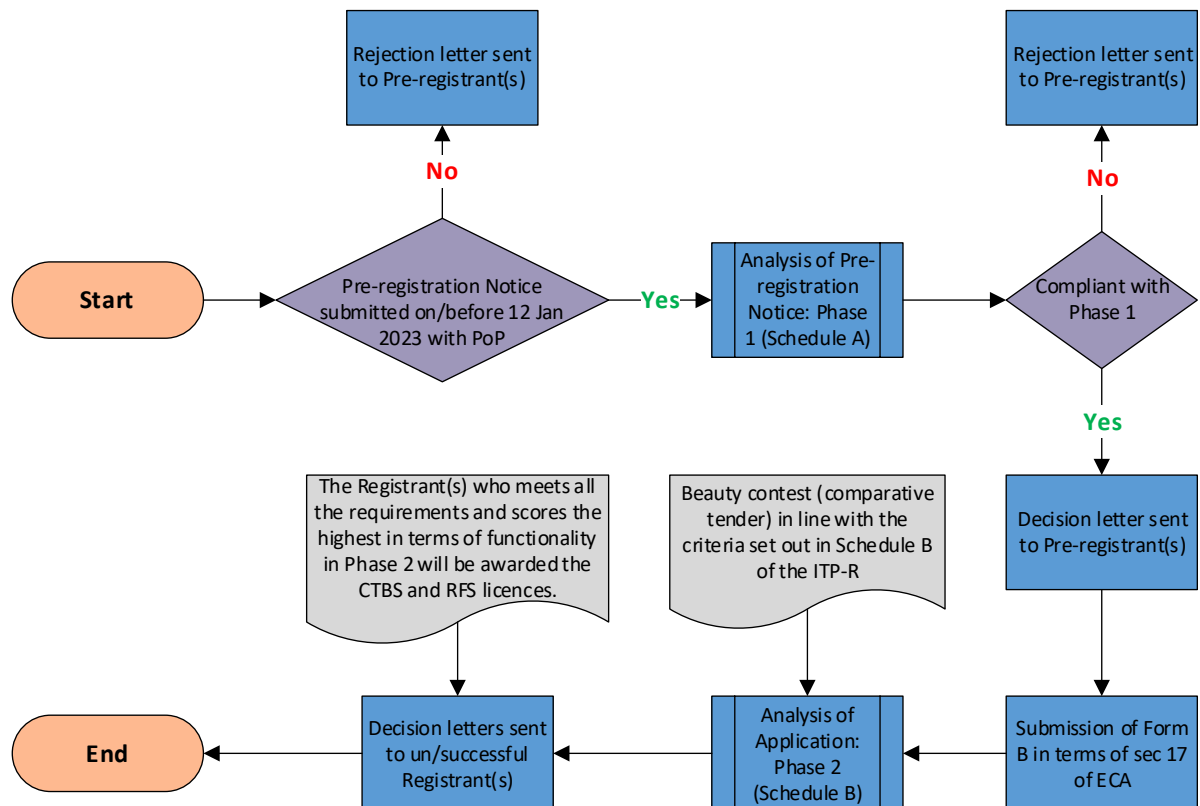 Rejection letter sent
to Pre-registrant(s)
Rejection letter sent
to Pre-registrant(s)
No
No
Start
Pre-registration Notice
submitted on/before 12 Jan
2023 with PoP
Yes
Analysis of Pre-
registration
Notice: Phase
1 (Schedule A)
Compliant with
Phase 1
Yes
The Registrant(s) who meets all
the requirements and scores the
highest in terms of functionality
in Phase 2 will be awarded the
CTBS and RFS licences.
Beauty contest (comparative
tender) in line with the
criteria set out in Schedule B
of the ITP-R
Decision letter sent
to Pre-registrant(s)
End
Decision letters sent
to un/successful
Registrant(s)
Analysis of
Application:
Phase 2
(Schedule B)
Submission of Form
B in terms of sec 17
of ECA